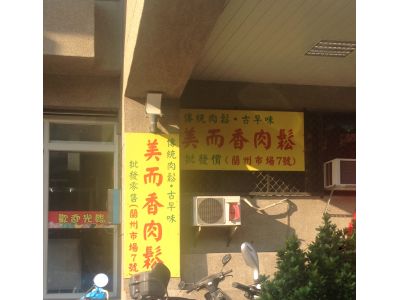 傳統肉鬆・古早味
美而香肉鬆
批發價(蘭州市場7號)
傳統肉鬆・古早味
美而香肉鬆
批發零售(蘭州市場7號)
歡迎光臨